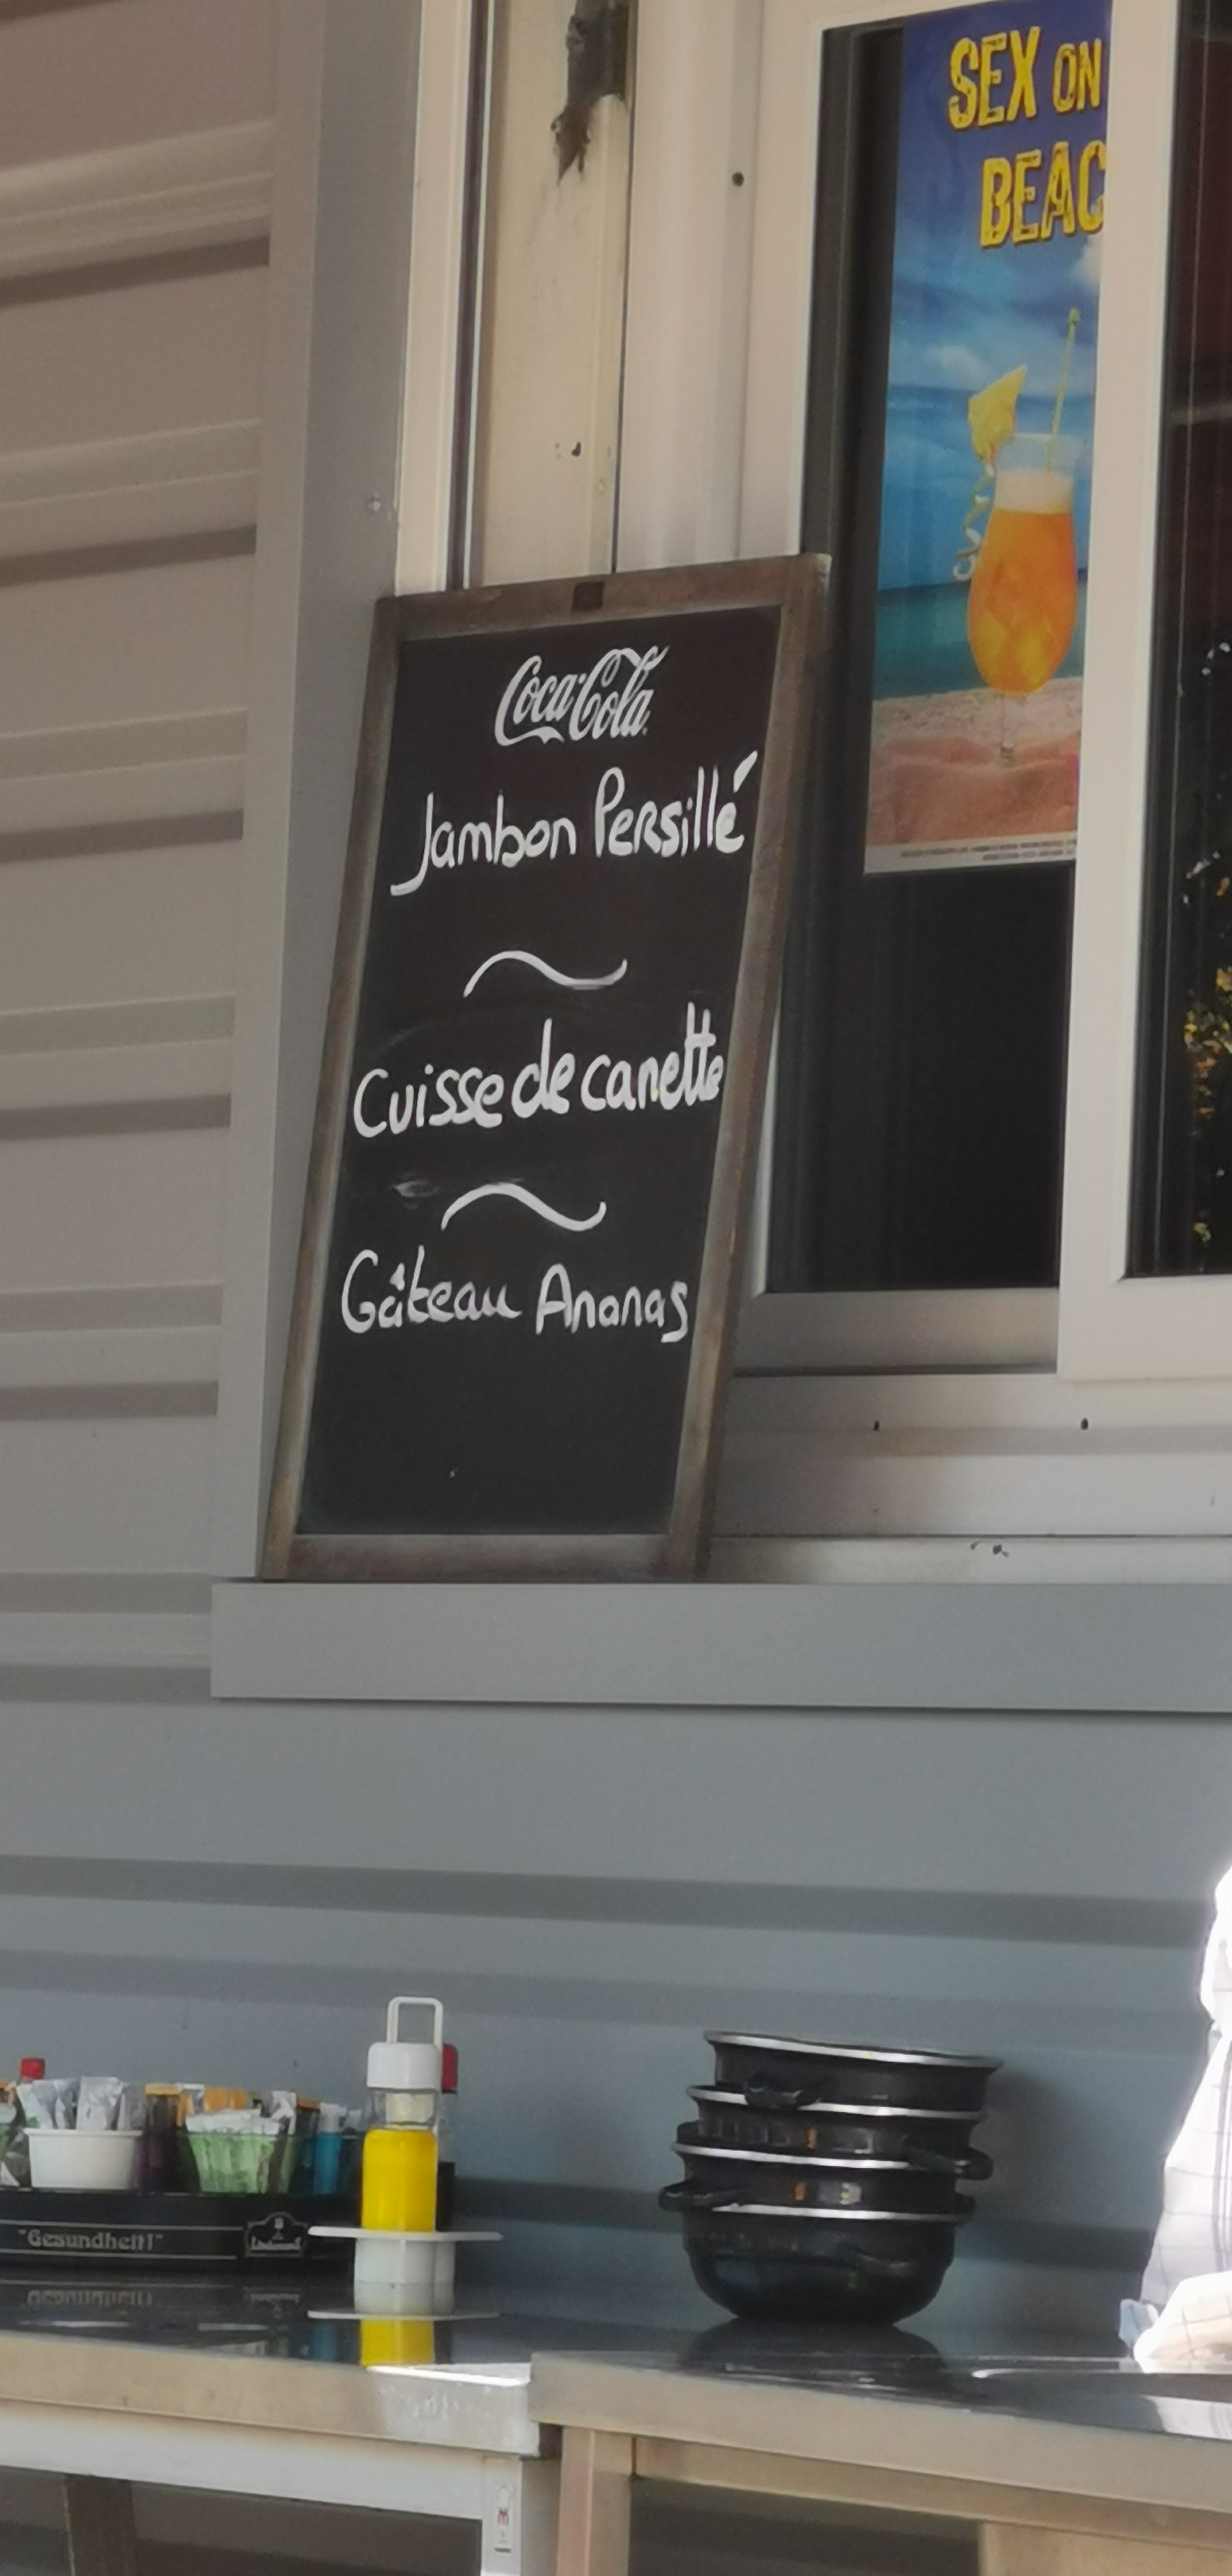 SEX ON
BEAC
Coca-Cola
Jambon Persillé
Cuisse de canette
Gâteau Ananas
"Gesundheit!"